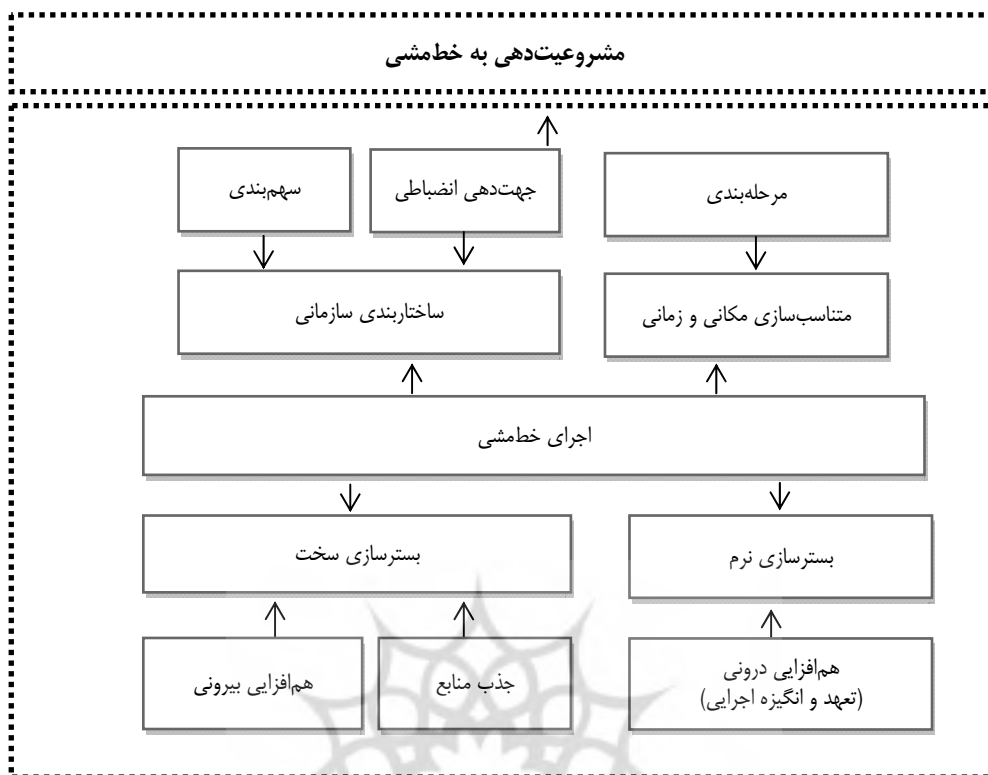 مشروعیت‌دهی به خط‌مشی
مرحله‌بندی
جهت‌دهی انضباطی
سهم‌بندی
متناسب‌سازی مکانی و زمانی
ساختاربندی سازمانی
اجرای خط‌مشی
بسترسازی نرم
بسترسازی سخت
هم‌افزایی درونی
(تعهد و انگیزه اجرایی)
جذب منابع
هم‌افزایی بیرونی